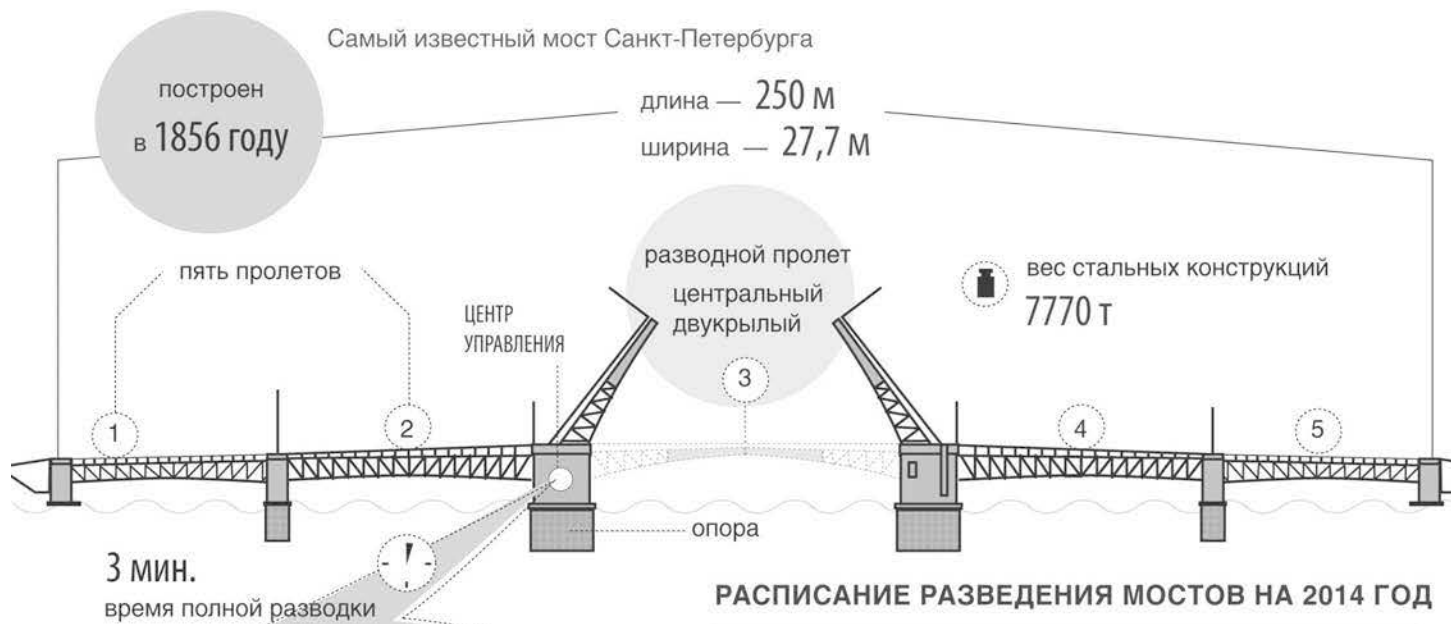 Самый известный мост Санкт-Петербурга
построен
в 1856 году
длина — 250 м
ширина — 27,7 м
пять пролетов
разводной пролет
центральный
двукрылый
вес стальных конструкций
7770 т
ЦЕНТР
УПРАВЛЕНИЯ
1
2
3
4
5
опора
3 мин.
время полной разводки
РАСПИСАНИЕ РАЗВЕДЕНИЯ МОСТОВ НА 2014 ГОД